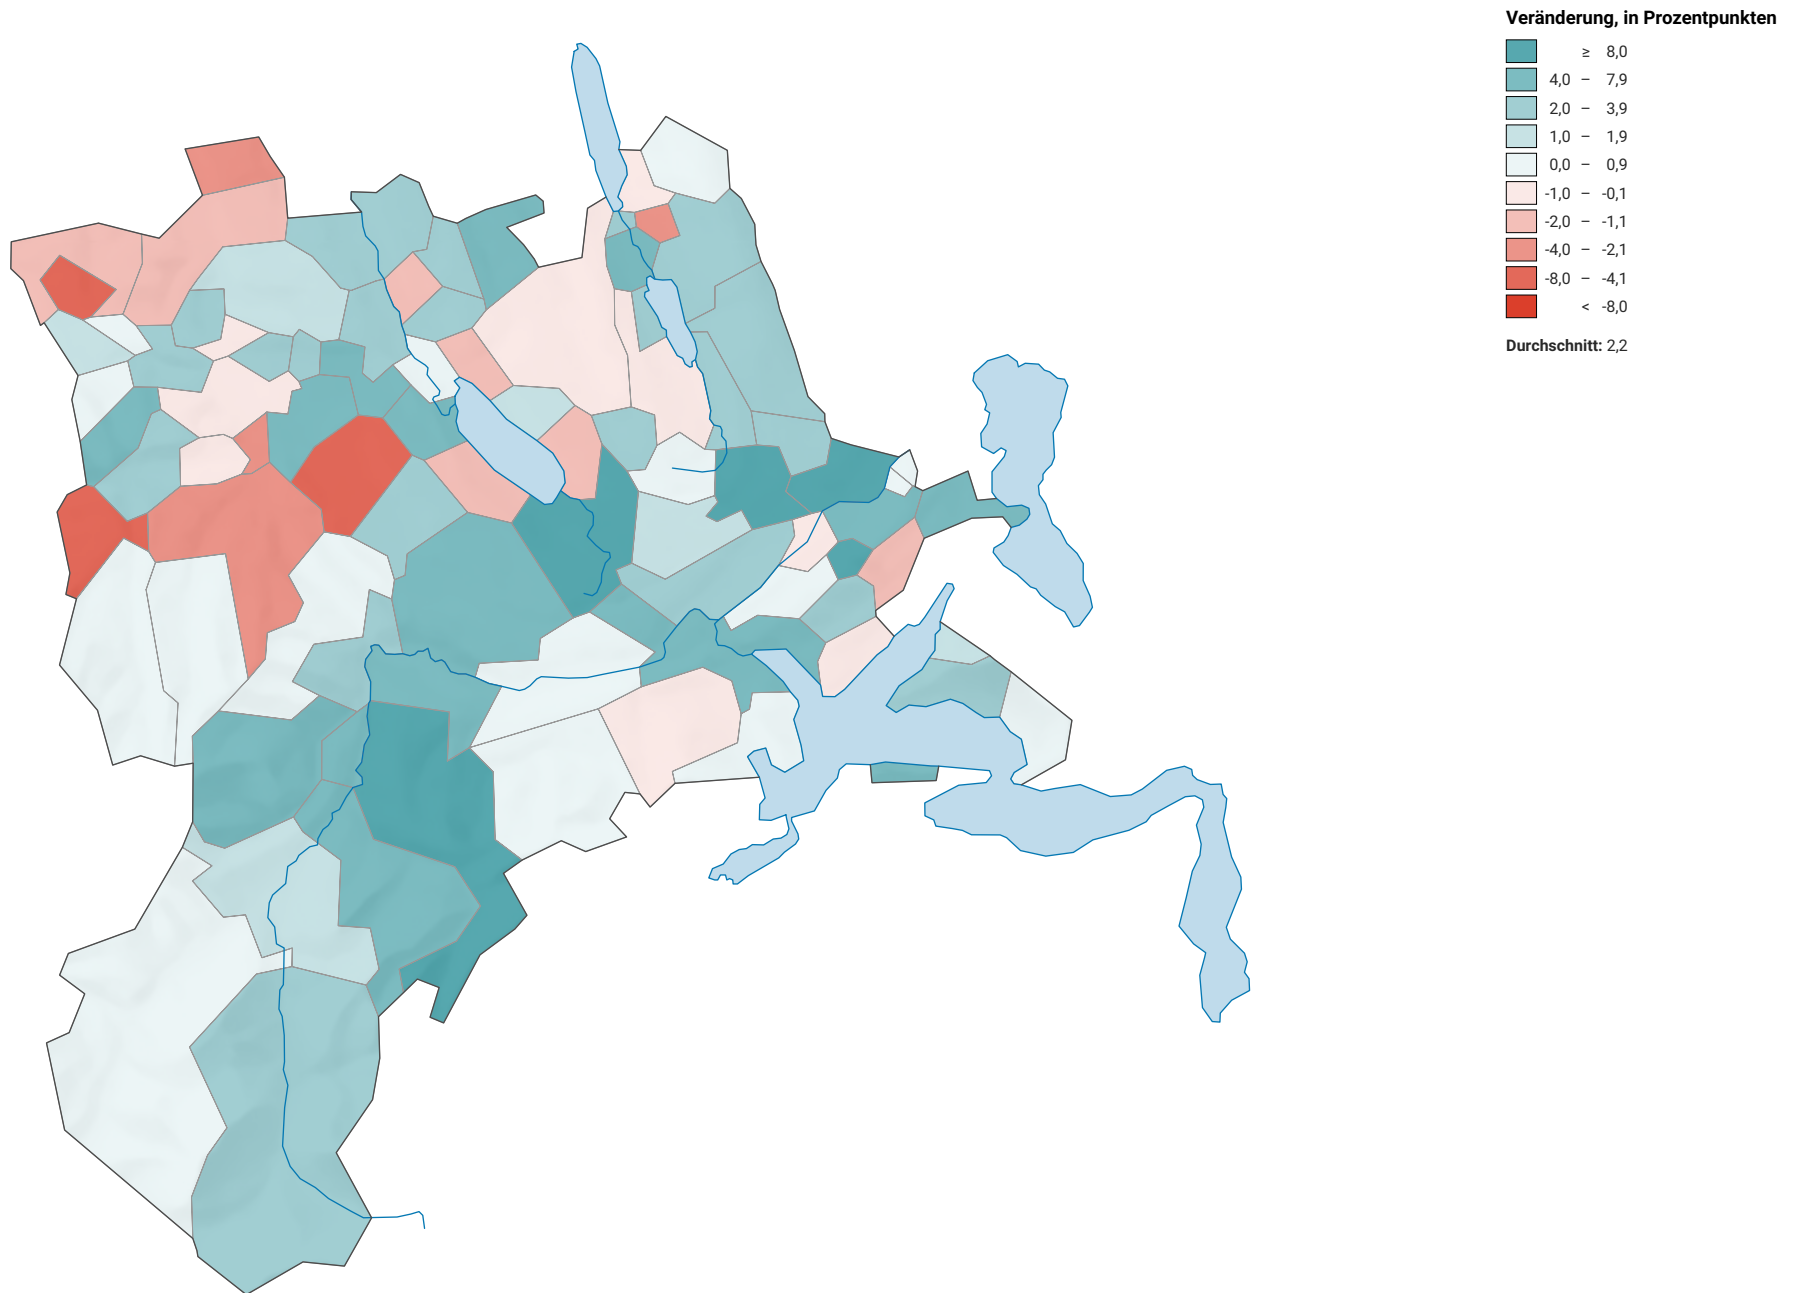 Veränderung, in Prozentpunkten
≥ 8,0
4,0 – 7,9
2,0 – 3,9
1,0 – 1,9
0,0 – 0,9
-1,0 – -0,1
-2,0 – -1,1
-4,0 – -2,1
-8,0 – -4,1
< -8,0
Durchschnitt: 2,2